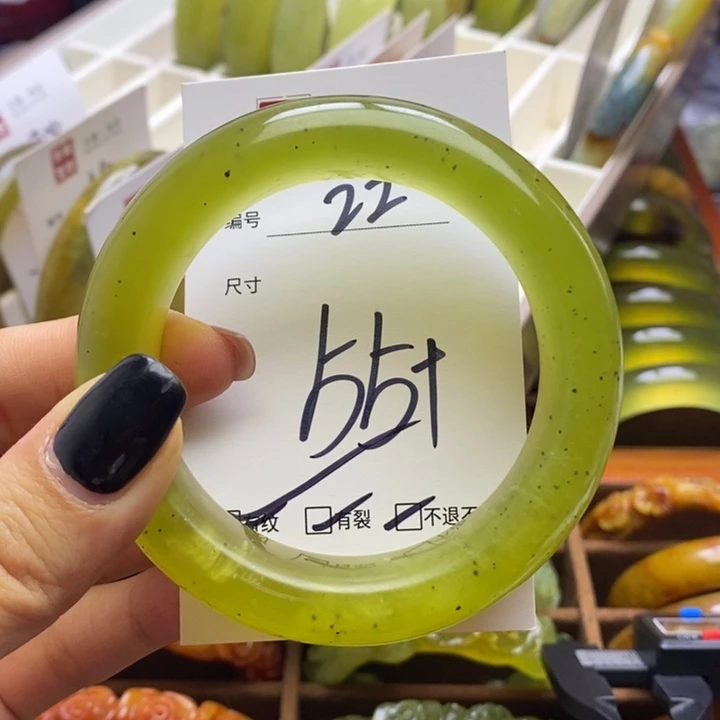 编号 22
尺寸
55+
有纹 有裂 不退